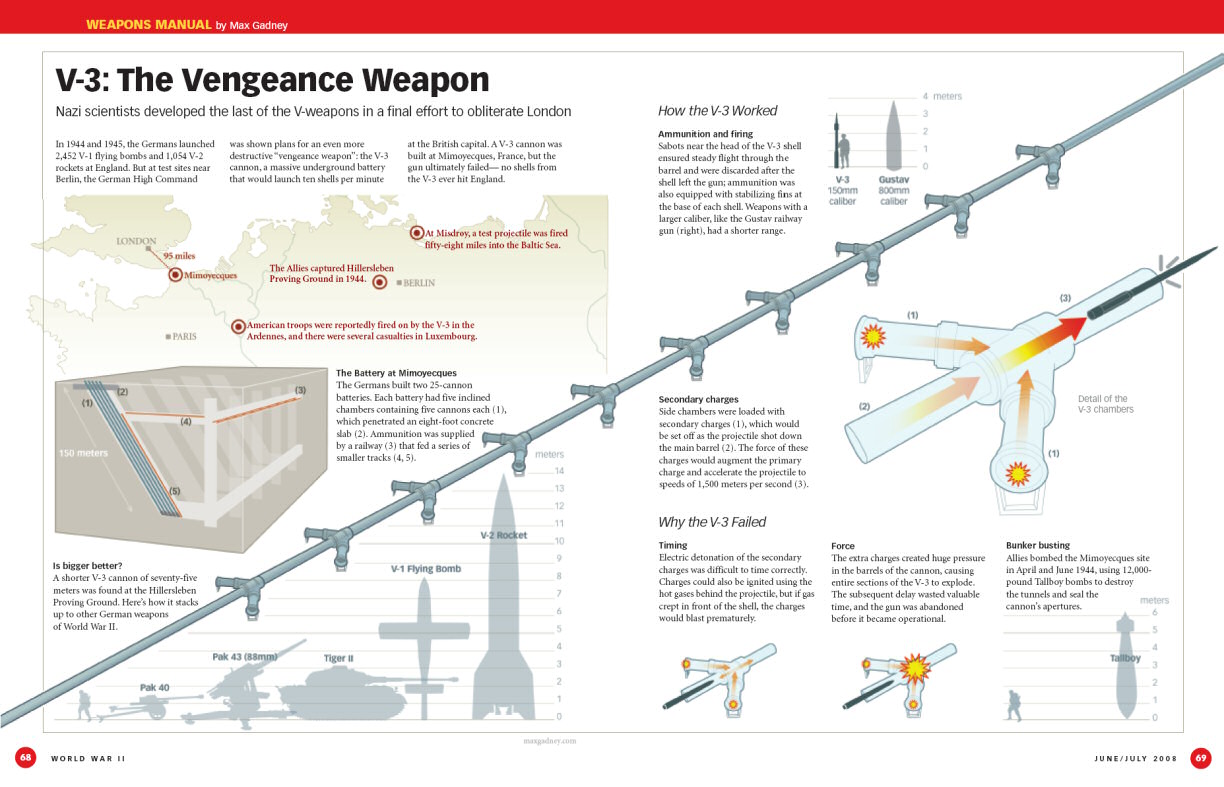 WEAPONS MANUAL by Max Gadney
V-3: The Vengeance Weapon
Nazi scientists developed the last of the V-weapons in a final effort to obliterate London
In 1944 and 1945, the Germans launched
2,452 V-1 flying bombs and 1,054 V-2
rockets at England. But at test sites near
Berlin, the German High Command
was shown plans for an even more
destructive "vengeance weapon": the V-3
cannon, a massive underground battery
that would launch ten shells per minute
at the British capital. A V-3 cannon was
built at Mimoyecques, France, but the
gun ultimately failed—no shells from
the V-3 ever hit England.
LONDON
95 miles
Mimoyecques
At Misdroy, a test projectile was fired
fifty-eight miles into the Baltic Sea.
The Allies captured Hillersleben
Proving Ground in 1944.
BERLIN
American troops were reportedly fired on by the V-3 in the
Ardennes, and there were several casualties in Luxembourg.
PARIS
The Battery at Mimoyecques
The Germans built two 25-cannon
batteries. Each battery had five inclined
chambers containing five cannons each (1),
which penetrated an eight-foot concrete
slab (2). Ammunition was supplied
by a railway (3) that fed a series of
smaller tracks (4, 5).
(1)
(2)
(3)
(4)
(5)
150 meters
Is bigger better?
A shorter V-3 cannon of seventy-five
meters was found at the Hillersleben
Proving Ground. Here's how it stacks
up to other German weapons
of World War II.
Pak 40
Pak 43 (88mm)
Tiger II
V-1 Flying Bomb
V-2 Rocket
meters
14
13
12
11
10
9
8
7
6
5
4
3
2
1
0
How the V-3 Worked
Ammunition and firing
Sabots near the head of the V-3 shell
ensured steady flight through the
barrel and were discarded after the
shell left the gun; ammunition was
also equipped with stabilizing fins at
the base of each shell. Weapons with a
larger caliber, like the Gustav railway
gun (right), had a shorter range.
4 meters
3
2
1
0
V-3
150mm
caliber
Gustav
800mm
caliber
Secondary charges
Side chambers were loaded with
secondary charges (1), which would
be set off as the projectile shot down
the main barrel (2). The force of these
charges would augment the primary
charge and accelerate the projectile to
speeds of 1,500 meters per second (3).
(1)
(2)
(3)
(1)
Detail of the
V-3 chambers
Why the V-3 Failed
Timing
Electric detonation of the secondary
charges was difficult to time correctly.
Charges could also be ignited using the
hot gases behind the projectile, but if gas
crept in front of the shell, the charges
would blast prematurely.
Force
The extra charges created huge pressure
in the barrels of the cannon, causing
entire sections of the V-3 to explode.
The subsequent delay wasted valuable
time, and the gun was abandoned
before it became operational.
Bunker busting
Allies bombed the Mimoyecques site
in April and June 1944, using 12,000-
pound Tallboy bombs to destroy
the tunnels and seal the
cannon's apertures.
meters
6
5
4
3
2
1
0
Tallboy
maxgadney.com
68 WORLD WAR II
JUNE/JULY 2008 69